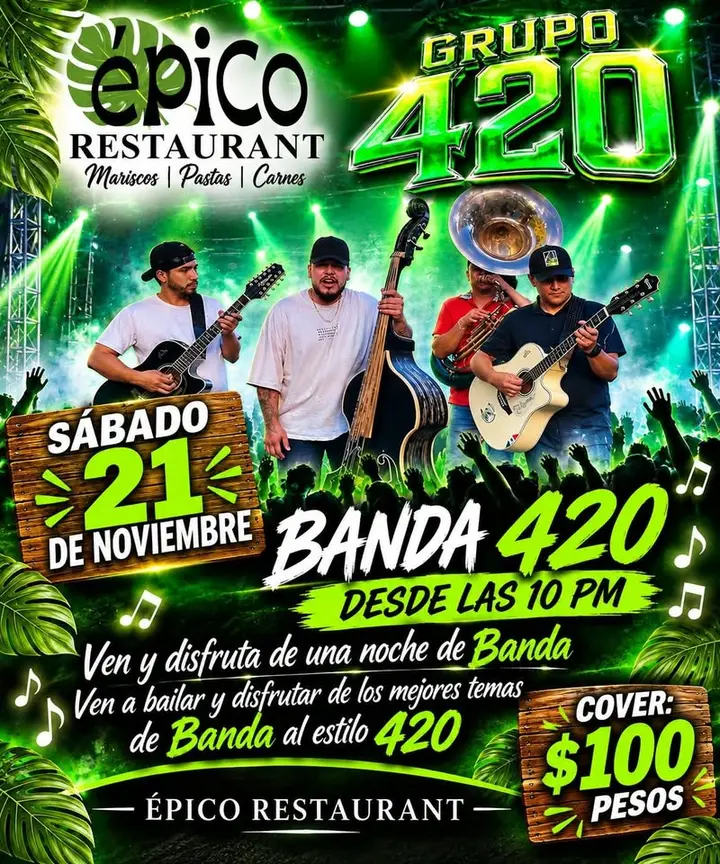 épico
RESTAURANT
Mariscos | Pastas | Carnes
GRUPO
420
SÁBADO
21
DE NOVIEMBRE
BANDA 420
DESDE LAS 10 PM
Ven y disfruta de una noche de Banda
Ven a bailar y disfrutar de los mejores temas
de Banda al estilo 420
COVER:
$100
PESOS
ÉPICO RESTAURANT